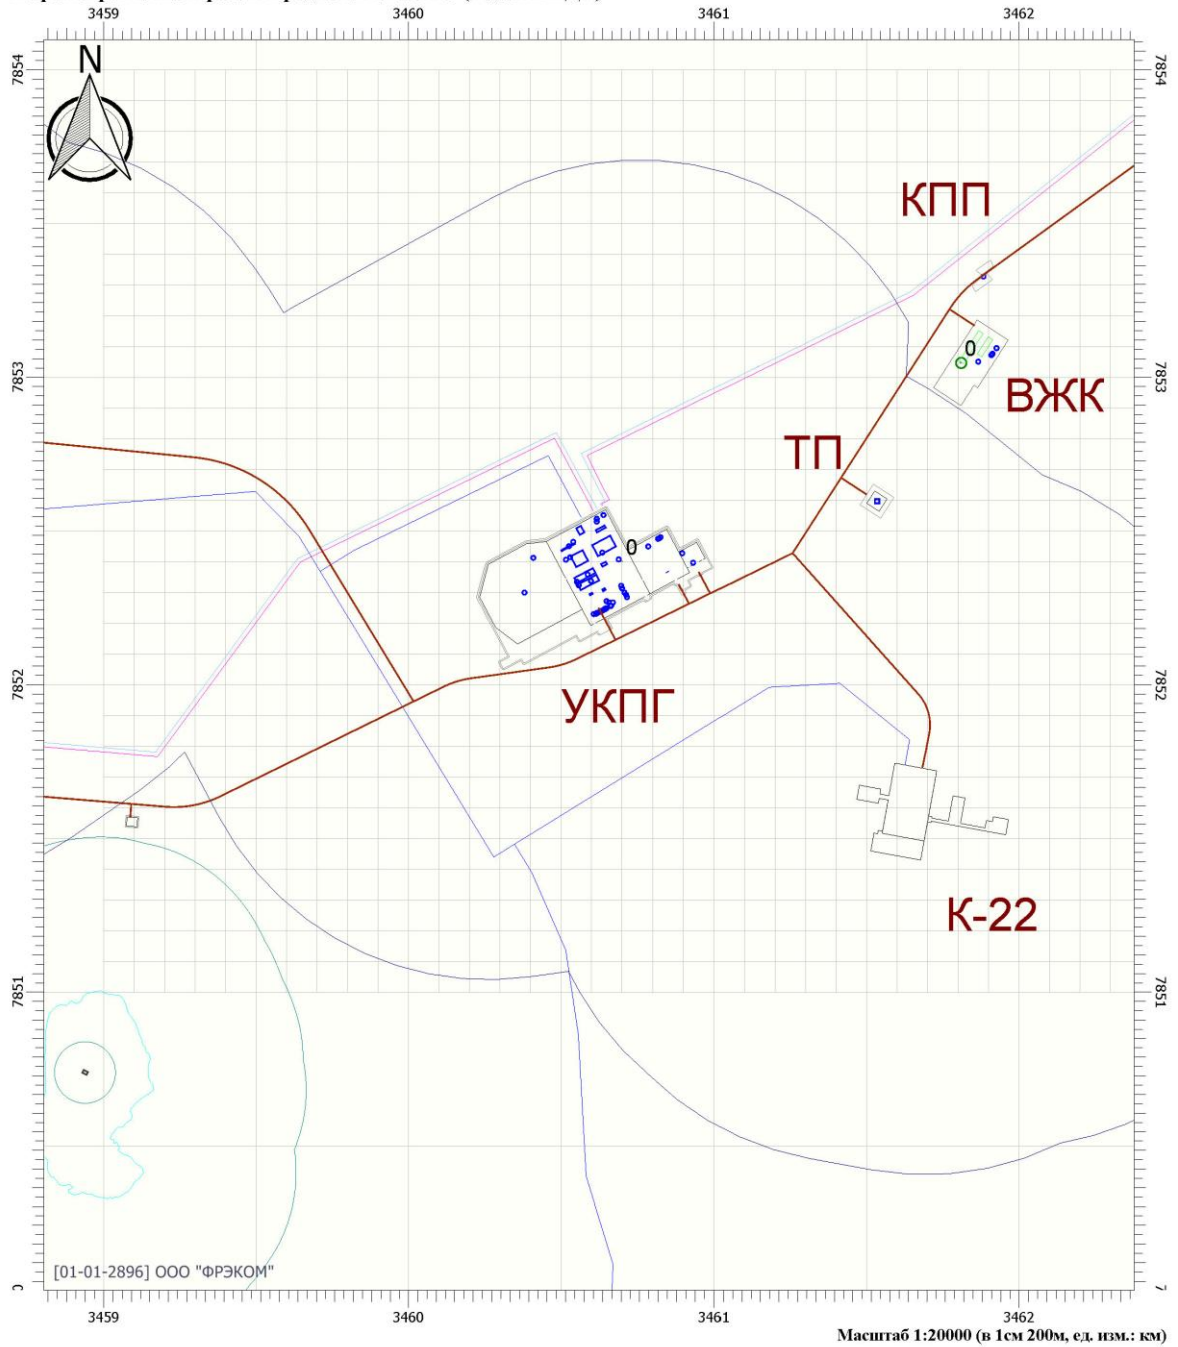 3459 3460 3461 3462
7854 7854
N
КПП
0
7853 7853
ВЖК
ТП
0
7852 7852
УКПГ
К-22
7851 7851
[01-01-2896] ООО "ФРЭКОМ"
3459 3460 3461 3462
Масштаб 1:20000 (в 1см 200м, ед. изм.: км)